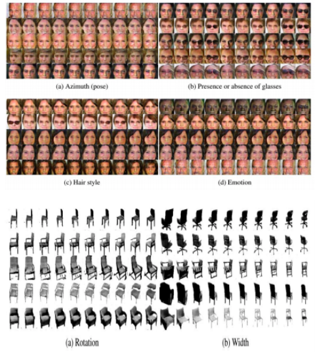 (a) Azimuth (pose)
(b) Presence or absence of glasses
(c) Hair style
(d) Emotion
(a) Rotation
(b) Width